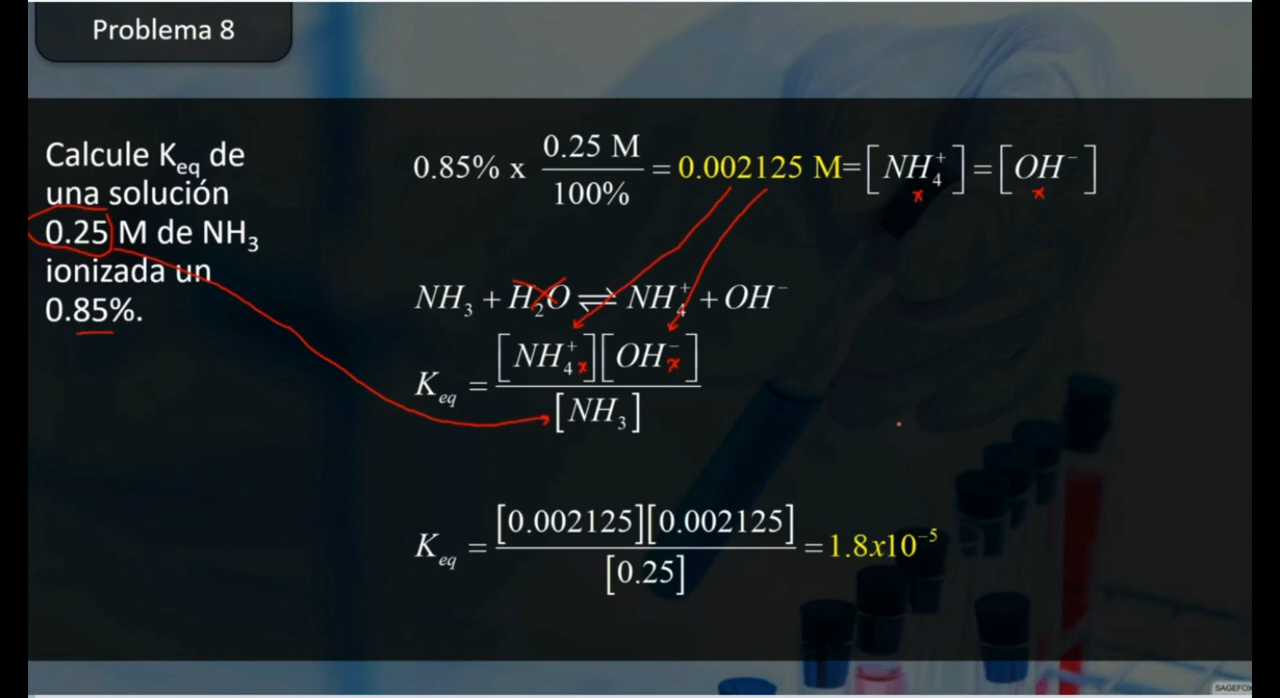 Problema 8
Calcule Keq de
una solución
0.25 M de NH₃
ionizada un
0.85%.
0.85% x 0.25 M / 100% = 0.002125 M=[NH₄⁺]=[OH⁻]
x x
NH₃ + H₂O ⇌ NH₄⁺ + OH⁻
Keq = [NH₄⁺ x][OH⁻ x] / [NH₃]
Keq = [0.002125][0.002125] / [0.25] = 1.8x10⁻⁵
SAGEFOX